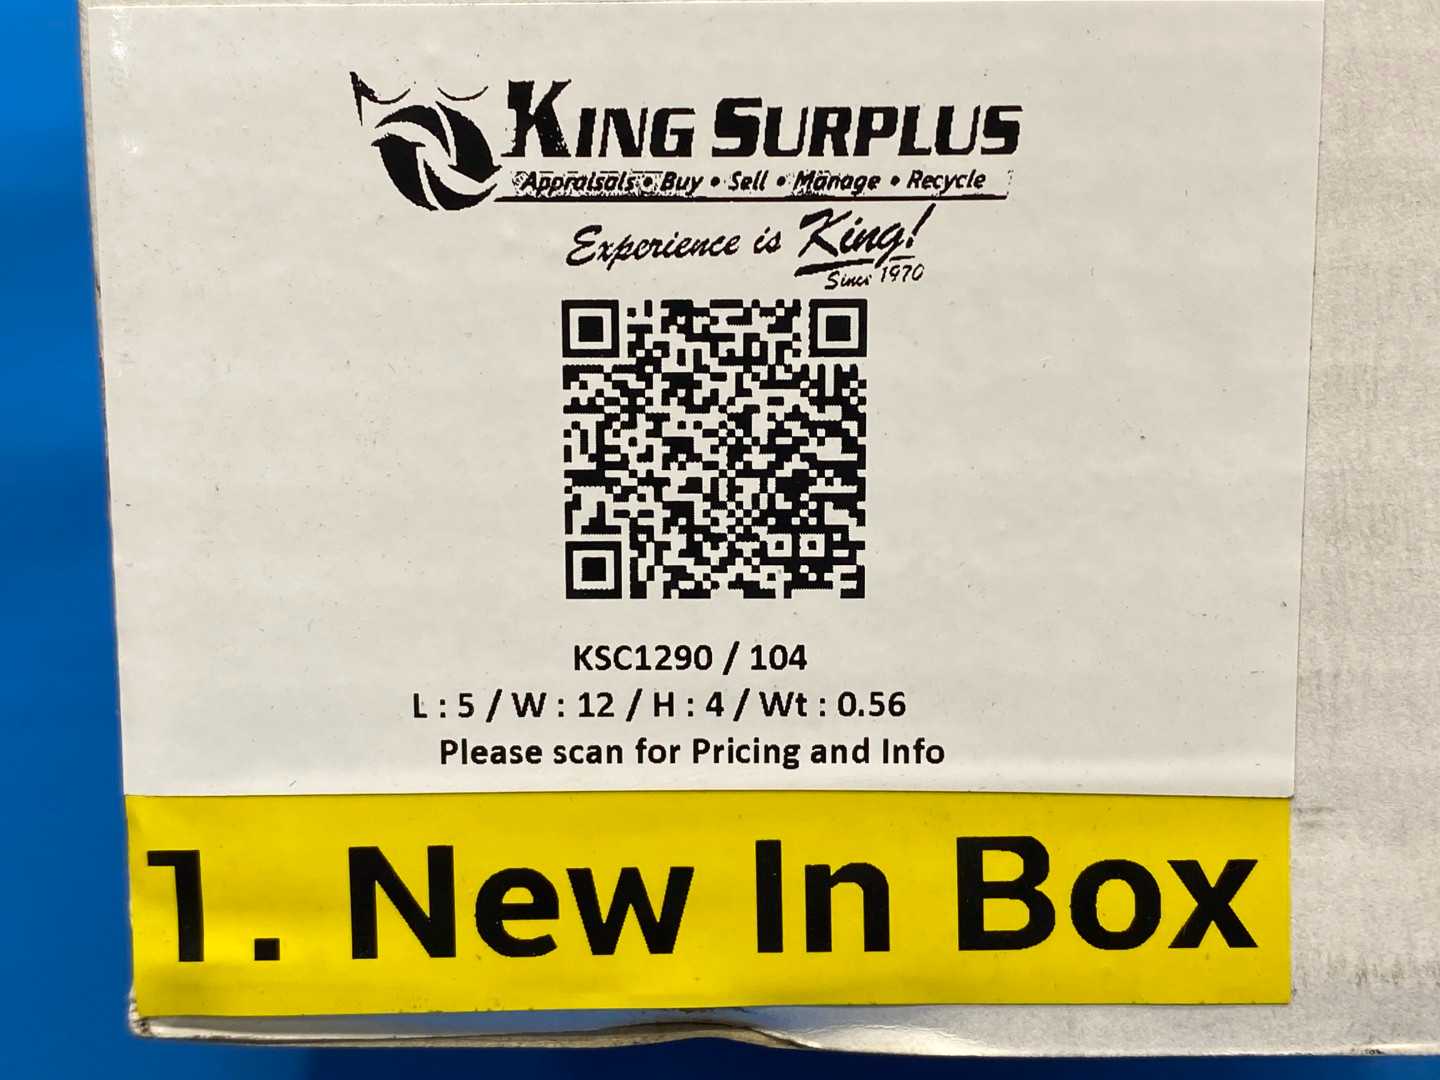 KING SURPLUS
Appraisals • Buy • Sell • Manage • Recycle
Experience is King!
Since 1970
KSC1290 / 104
L : 5 / W : 12 / H : 4 / Wt : 0.56
Please scan for Pricing and Info
1. New In Box